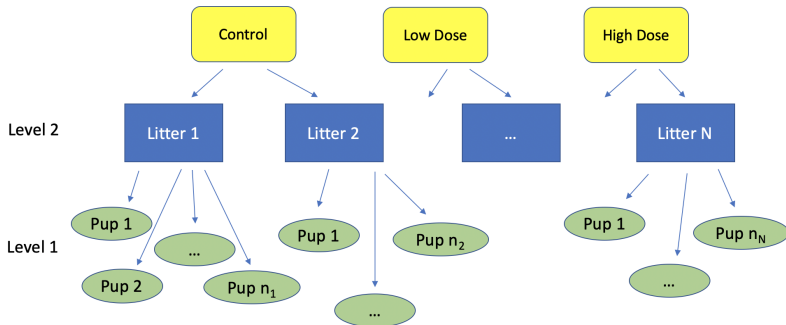 Control
Low Dose
High Dose
Level 2
Litter 1
Litter 2
...
Litter N
Level 1
Pup 1
...
Pup 2
Pup n₁
Pup 1
Pup n₂
...
Pup 1
Pup nN
...